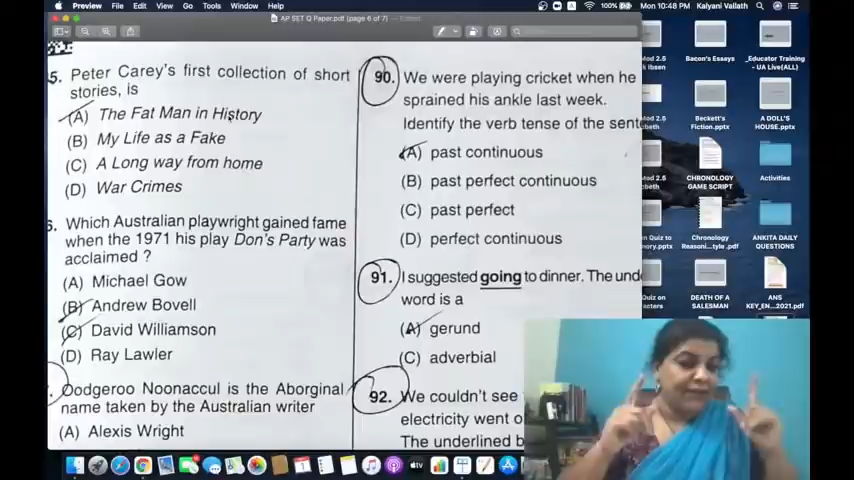 Preview File Edit View Go Tools Window Help
100% Mon 10:48 PM Kalyani Vallath
AP SET Q Paper.pdf (page 6 of 7)
5. Peter Carey's first collection of short
stories, is
(A) The Fat Man in History
(B) My Life as a Fake
(C) A Long way from home
(D) War Crimes
6. Which Australian playwright gained fame
when the 1971 his play Don's Party was
acclaimed ?
(A) Michael Gow
(B) Andrew Bovell
(C) David Williamson
(D) Ray Lawler
Oodgeroo Noonaccul is the Aborginal
name taken by the Australian writer
(A) Alexis Wright
90. We were playing cricket when he
sprained his ankle last week.
Identify the verb tense of the sent
(A) past continuous
(B) past perfect continuous
(C) past perfect
(D) perfect continuous
91. I suggested going to dinner. The und
word is a
(A) gerund
(C) adverbial
92. We couldn't see
electricity went o
The underlined b
Bacon's Essays
_Educator Training
- UA Live(ALL)
Beckett's
Fiction.pptx
A DOLL'S
HOUSE.pptx
CHRONOLOGY
GAME SCRIPT
Activities
Chronology
Reasoni...tyle .pdf
ANKITA DAILY
QUESTIONS
DEATH OF A
SALESMAN
ANS
KEY_EN...2021.pdf